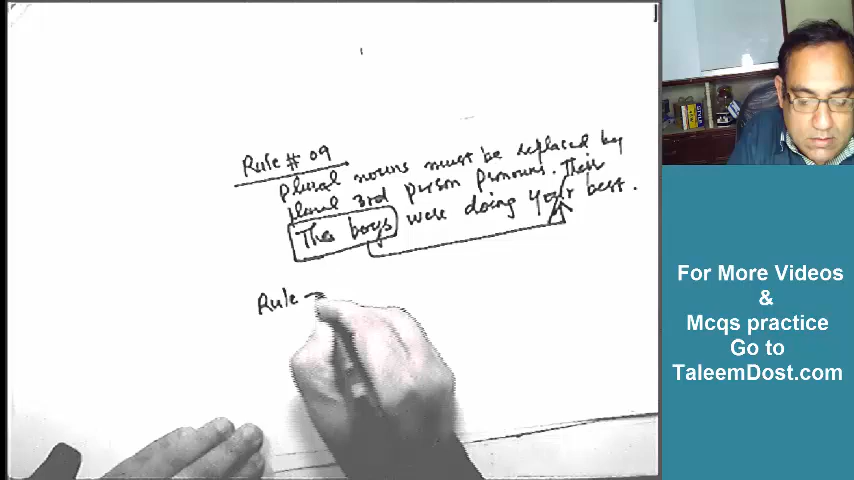 Rule # 09
plural nouns must be replaced by
plural 3rd person pronouns. Their
The boys were doing your best.
Rule
For More Videos
&
Mcqs practice
Go to
TaleemDost.com